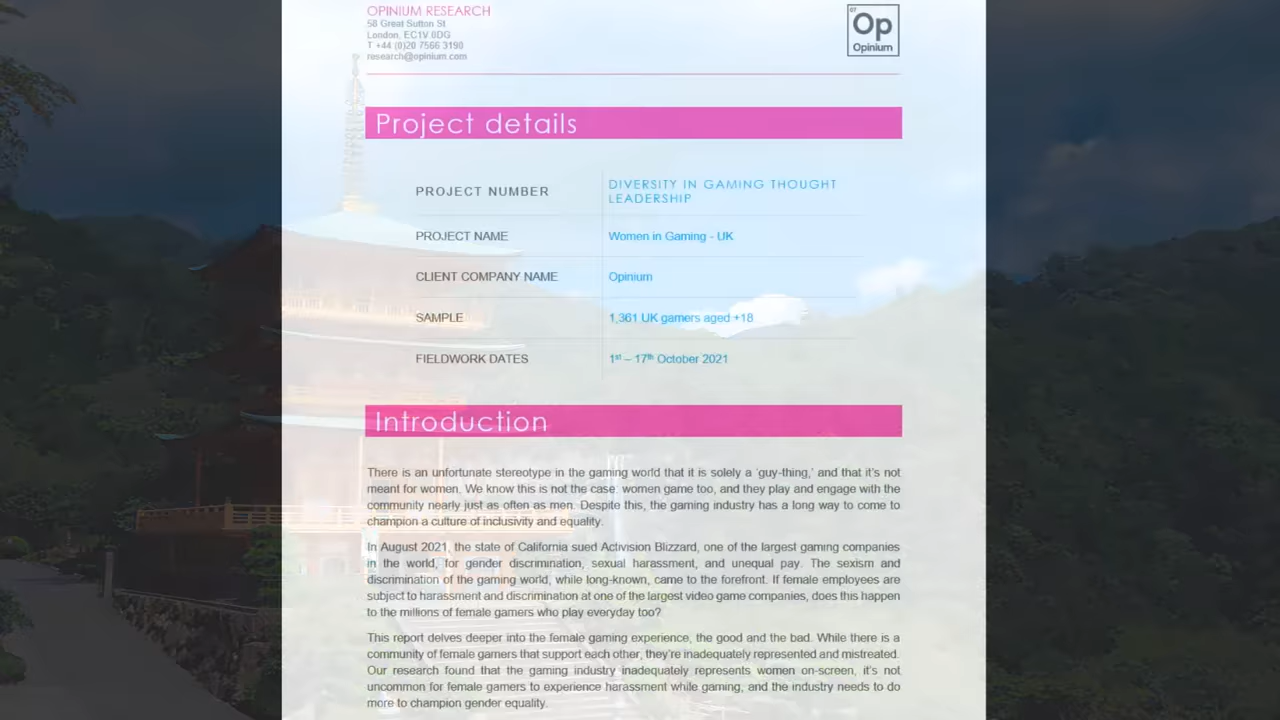 OPINIUM RESEARCH
58 Great Sutton St
London, EC1V 0DG
T +44 (0)20 7566 3190
research@opinium.com
07
Op
Opinium
Project details
PROJECT NUMBER
DIVERSITY IN GAMING THOUGHT
LEADERSHIP
PROJECT NAME
Women in Gaming - UK
CLIENT COMPANY NAME
Opinium
SAMPLE
1,361 UK gamers aged +18
FIELDWORK DATES
1st – 17th October 2021
Introduction
There is an unfortunate stereotype in the gaming world that it is solely a 'guy-thing,' and that it's not
meant for women. We know this is not the case: women game too, and they play and engage with the
community nearly just as often as men. Despite this, the gaming industry has a long way to come to
champion a culture of inclusivity and equality.
In August 2021, the state of California sued Activision Blizzard, one of the largest gaming companies
in the world, for gender discrimination, sexual harassment, and unequal pay. The sexism and
discrimination of the gaming world, while long-known, came to the forefront. If female employees are
subject to harassment and discrimination at one of the largest video game companies, does this happen
to the millions of female gamers who play everyday too?
This report delves deeper into the female gaming experience, the good and the bad. While there is a
community of female gamers that support each other, they're inadequately represented and mistreated.
Our research found that the gaming industry inadequately represents women on-screen, it's not
uncommon for female gamers to experience harassment while gaming, and the industry needs to do
more to champion gender equality.